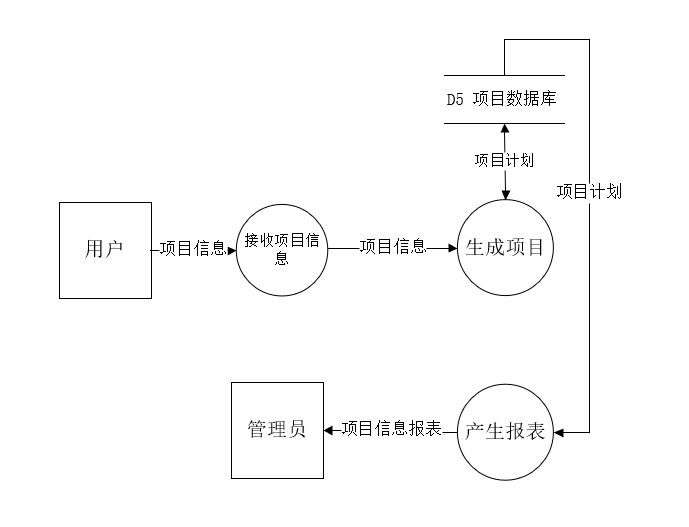 D5 项目数据库
项目计划
项目计划
用户
项目信息
接收项目信
息
项目信息
生成项目
管理员
项目信息报表
产生报表